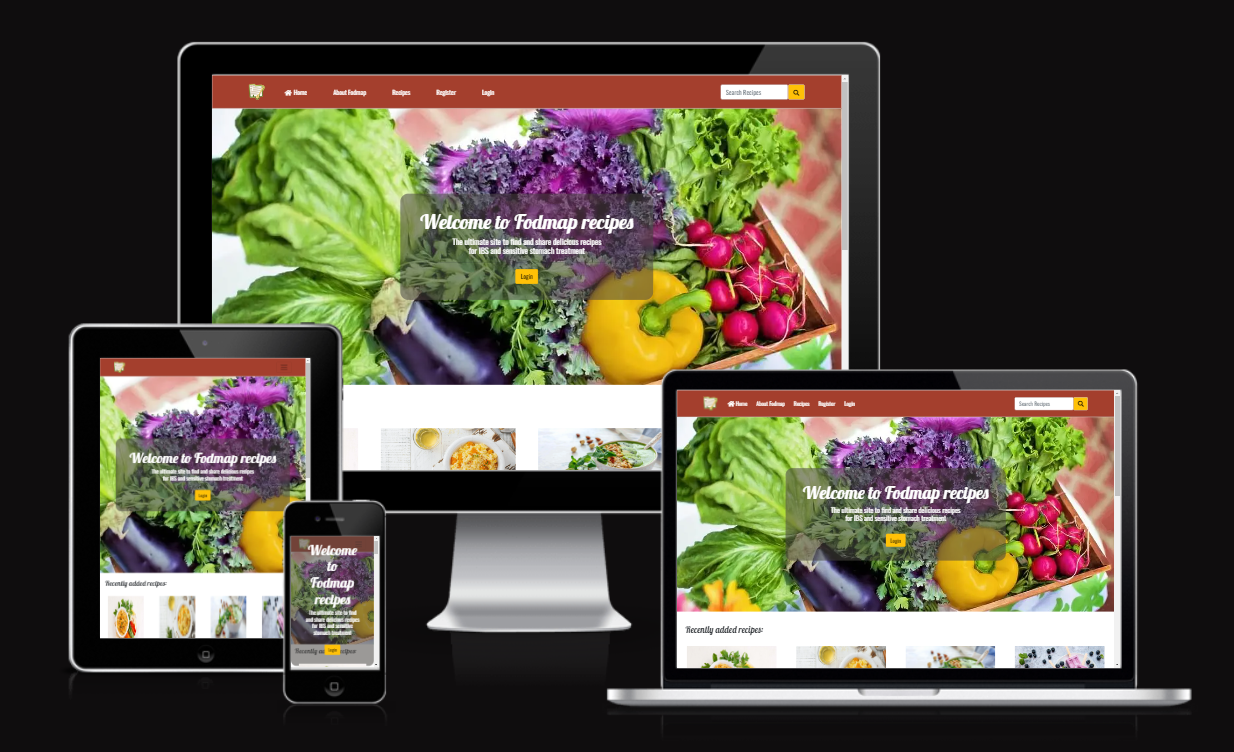 Home
About Fodmap
Recipes
Register
Login
Search Recipes
Welcome to Fodmap recipes
The ultimate site to find and share delicious recipes
for IBS and sensitive stomach treatment
Login
Welcome to Fodmap recipes
The ultimate site to find and share delicious recipes
for IBS and sensitive stomach treatment
Login
Recently added recipes:
Welcome
to
Fodmap
recipes
The ultimate site to find
and share delicious recipes
for IBS and sensitive
stomach treatment
Login
Home
About Fodmap
Recipes
Register
Login
Search Recipes
Welcome to Fodmap recipes
The ultimate site to find and share delicious recipes
for IBS and sensitive stomach treatment
Login
Recently added recipes: